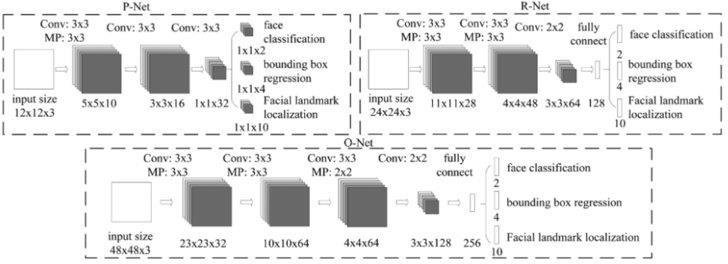 P-Net
Conv: 3x3 Conv: 3x3 Conv: 3x3
MP: 3x3
face
classification
1x1x2
bounding box
regression
1x1x4
Facial landmark
localization
1x1x10
input size
12x12x3
5x5x10
3x3x16
1x1x32
R-Net
Conv: 3x3 Conv: 3x3 Conv: 2x2 fully
MP: 3x3 MP: 3x3 connect
face classification
2
bounding box
regression
4
Facial landmark
localization
10
input size
24x24x3
11x11x28
4x4x48
3x3x64
128
O-Net
Conv: 3x3 Conv: 3x3 Conv: 3x3 Conv: 2x2 fully
MP: 3x3 MP: 3x3 MP: 2x2 connect
face classification
2
bounding box regression
4
Facial landmark localization
10
input size
48x48x3
23x23x32
10x10x64
4x4x64
3x3x128
256